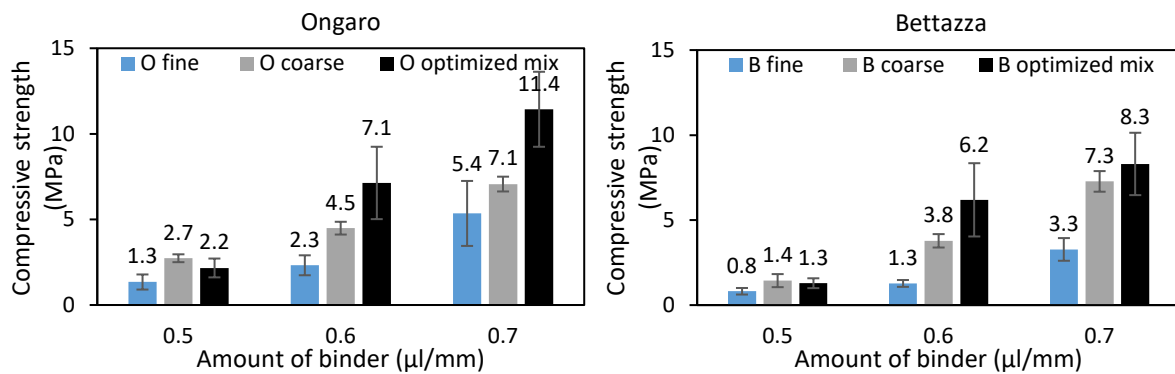 Ongaro
Compressive strength
(MPa)
15
10
5
0
O fine
O coarse
O optimized mix
1.3
2.7
2.2
2.3
4.5
7.1
5.4
7.1
11.4
0.5
0.6
0.7
Amount of binder (µl/mm)
Bettazza
Compressive strength
(MPa)
15
10
5
0
B fine
B coarse
B optimized mix
0.8
1.4
1.3
1.3
3.8
6.2
3.3
7.3
8.3
0.5
0.6
0.7
Amount of binder (µl/mm)